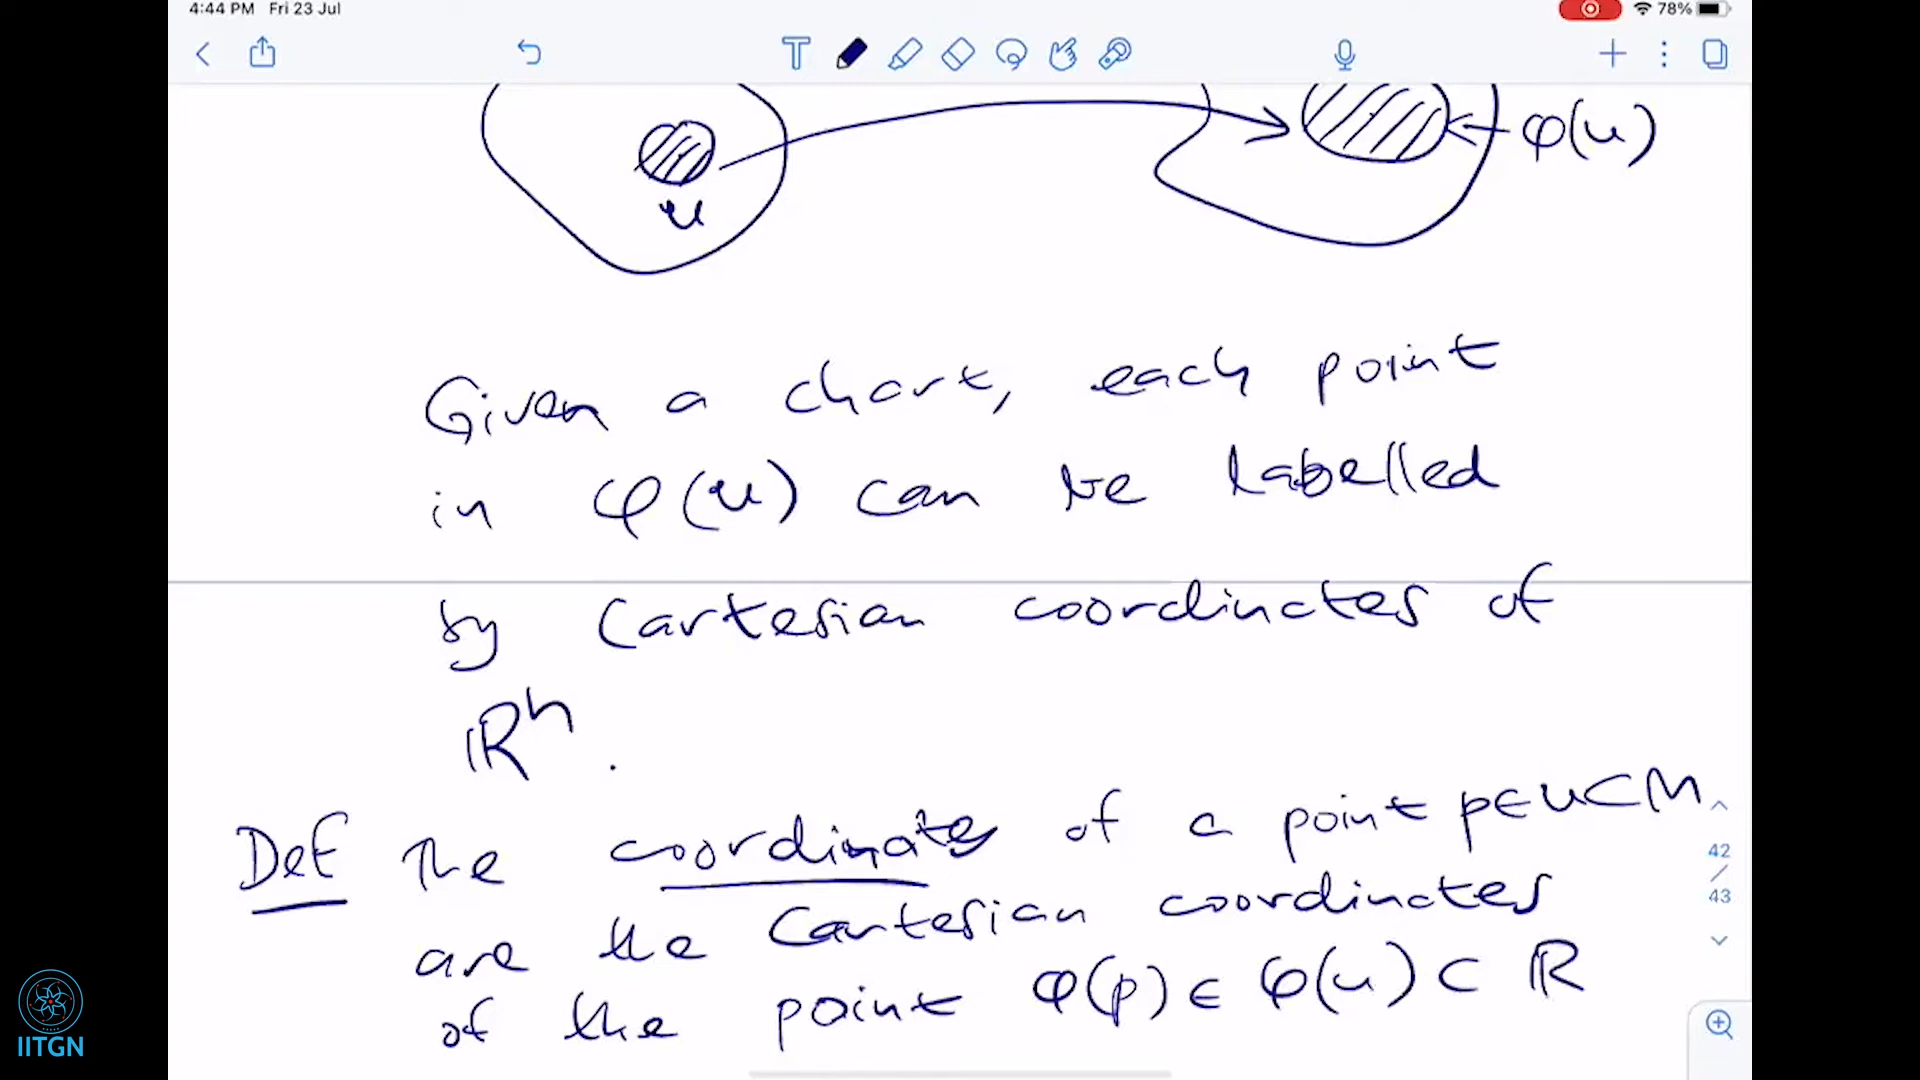 4:44 PM Fri 23 Jul
78%
φ(u)
u
Given a chart, each point
in φ(u) can be labelled
by Cartesian coordinates of
ℝⁿ.
Def The coordinates of a point p∈u⊂M
are the Cartesian coordinates
of the point φ(p) ∈ φ(u) ⊂ ℝ
42
/
43
IITGN